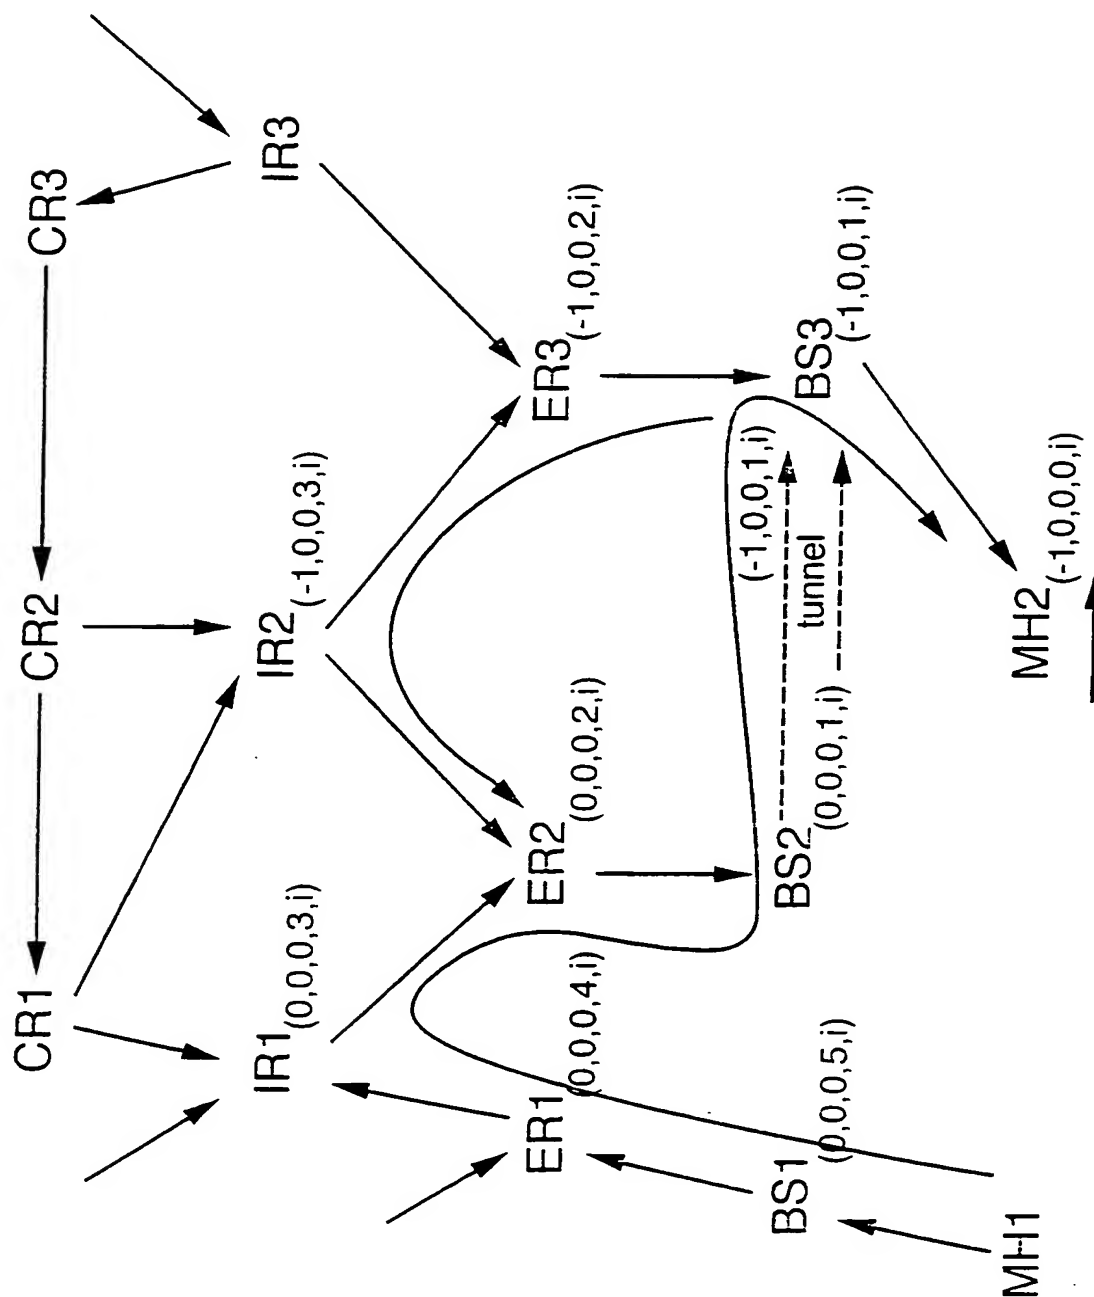 CR1
CR2
CR3
IR1(0,0,0,3,i)
IR2(-1,0,0,3,i)
IR3
ER1(0,0,0,4,i)
ER2(0,0,0,2,i)
ER3(-1,0,0,2,i)
BS1(0,0,0,5,i)
BS2(0,0,0,1,i)
(-1,0,0,1,i)
tunnel
BS3(-1,0,0,1,i)
MH1
MH2(-1,0,0,0,i)